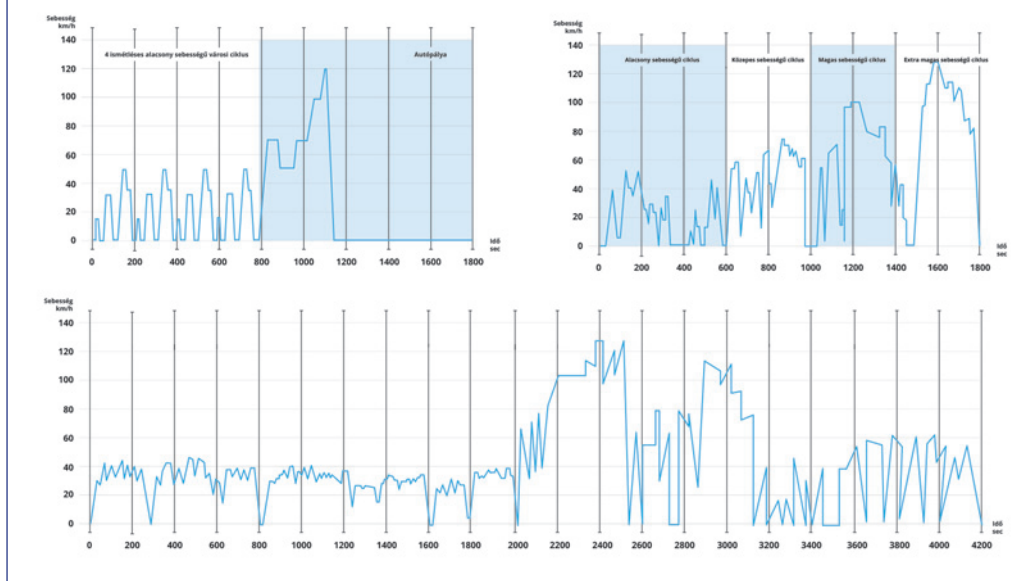 Sebesség
km/h
140
120
100
80
60
40
20
0
4 ismétléses alacsony sebességű városi ciklus
Autópálya
0 200 400 600 800 1000 1200 1400 1600 1800
Idő
sec
Sebesség
km/h
140
120
100
80
60
40
20
0
Alacsony sebességű ciklus
Közepes sebességű ciklus
Magas sebességű ciklus
Extra magas sebességű ciklus
0 200 400 600 800 1000 1200 1400 1600 1800
Idő
sec
Sebesség
km/h
140
120
100
80
60
40
20
0
0 200 400 600 800 1000 1200 1400 1600 1800 2000 2200 2400 2600 2800 3000 3200 3400 3600 3800 4000 4200
Idő
sec